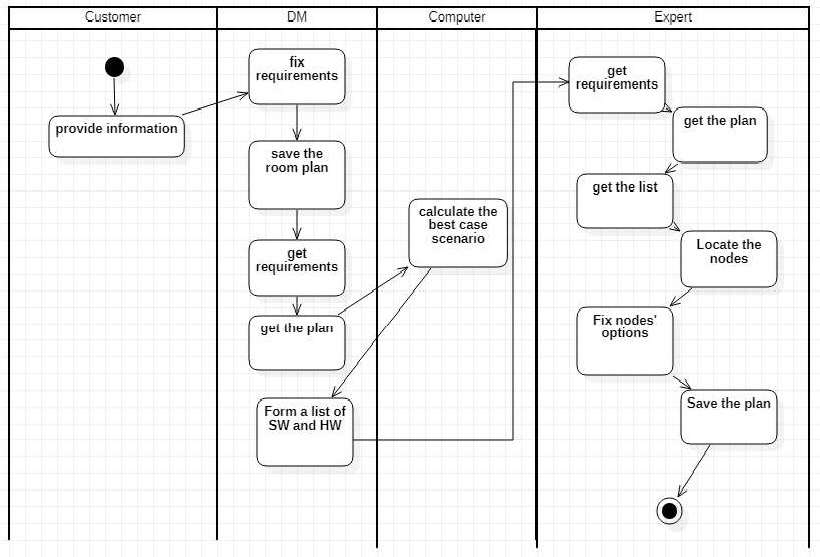 Customer
DM
Computer
Expert
provide information
fix
requirements
save the
room plan
get
requirements
get the plan
calculate the
best case
scenario
Form a list of
SW and HW
get
requirements
get the plan
get the list
Locate the
nodes
Fix nodes'
options
Save the plan